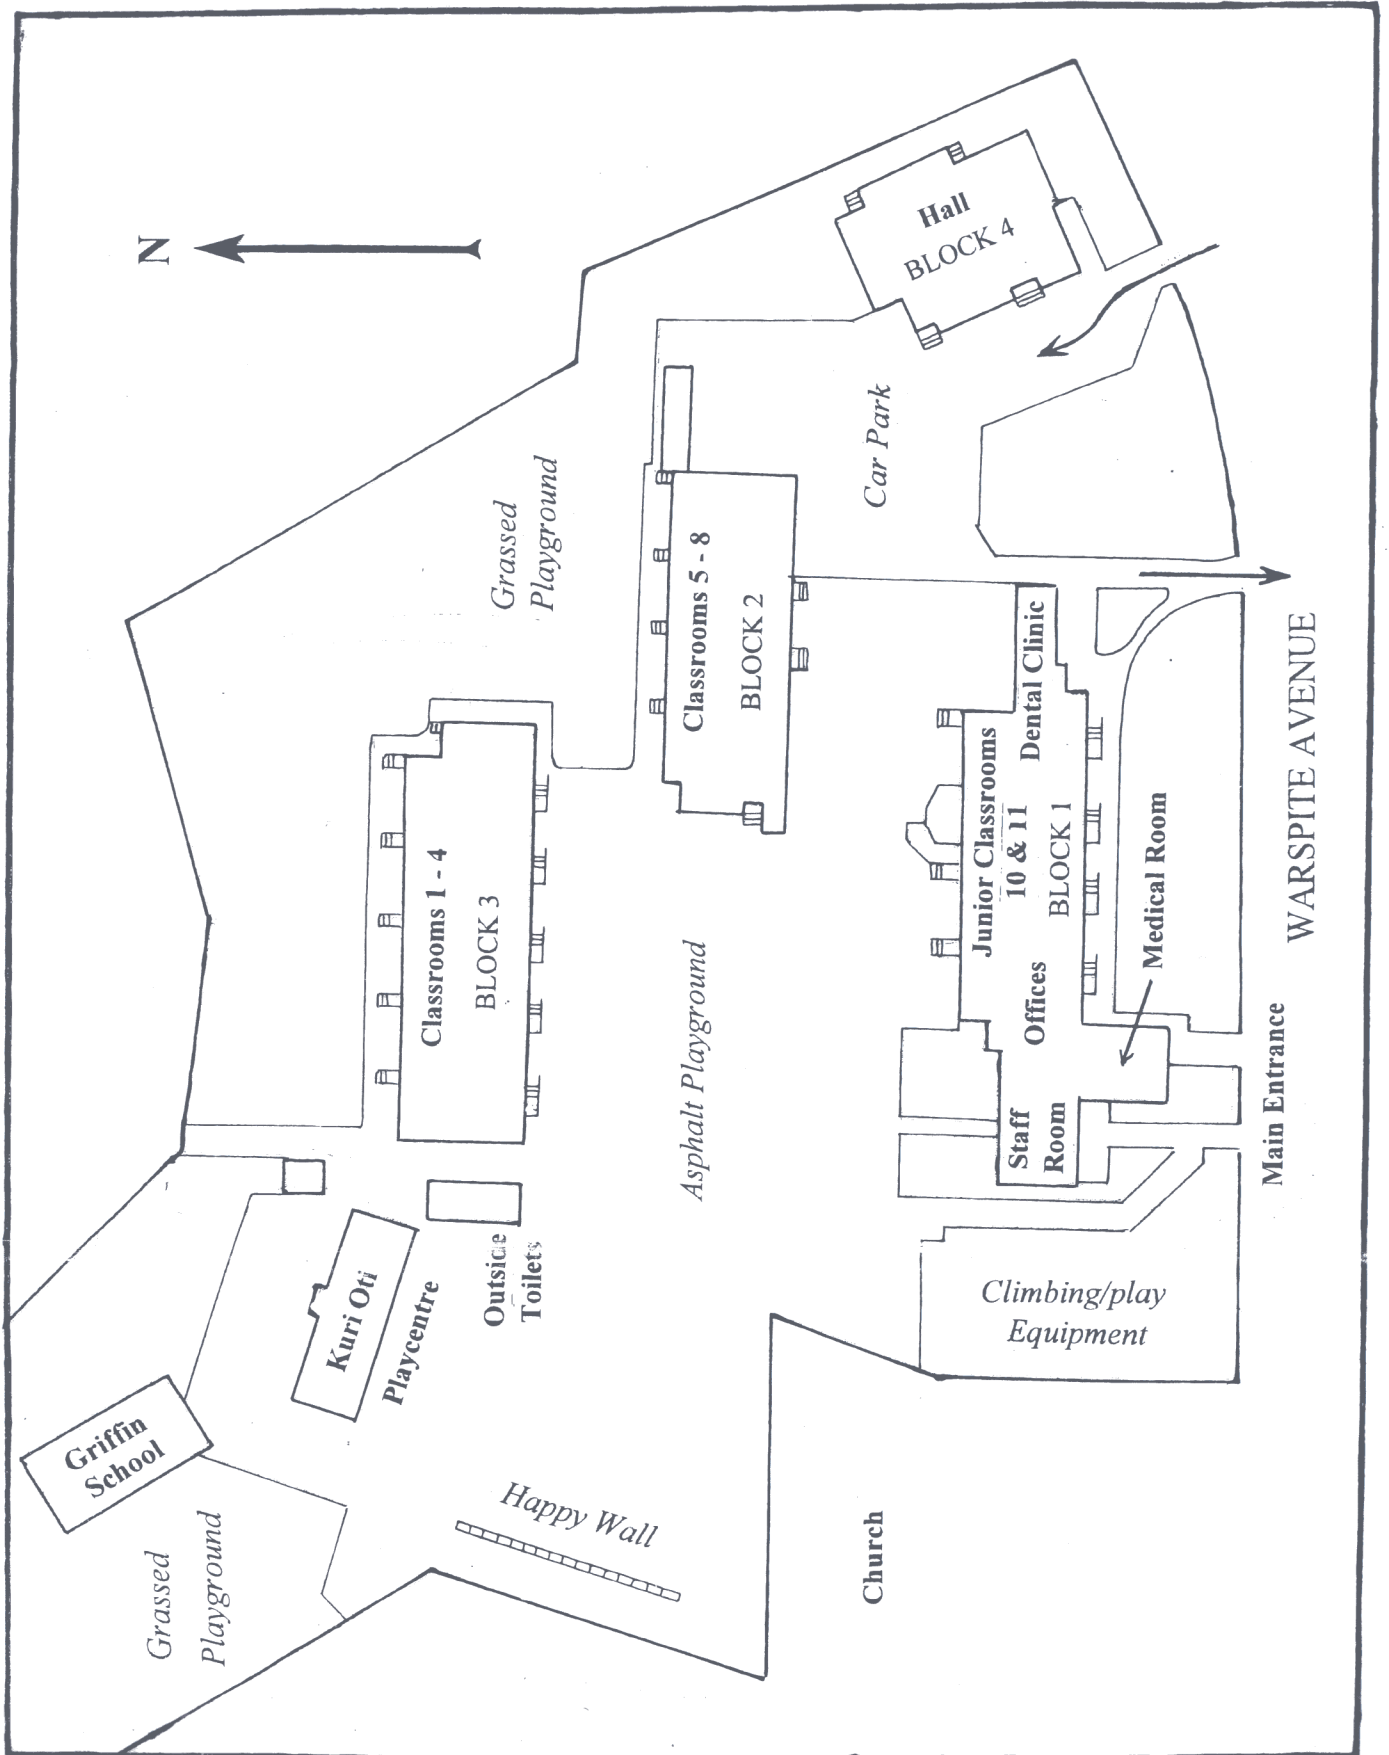 N
Hall
BLOCK 4
Car Park
Grassed
Playground
Classrooms 5 - 8
BLOCK 2
Classrooms 1 - 4
BLOCK 3
Asphalt Playground
Junior Classrooms
10 & 11
Dental Clinic
BLOCK 1
Offices
Staff
Room
Medical Room
WARSPITE AVENUE
Main Entrance
Climbing/play
Equipment
Outside
Toilets
Kuri Oti
Playcentre
Griffin
School
Grassed
Playground
Happy Wall
Church